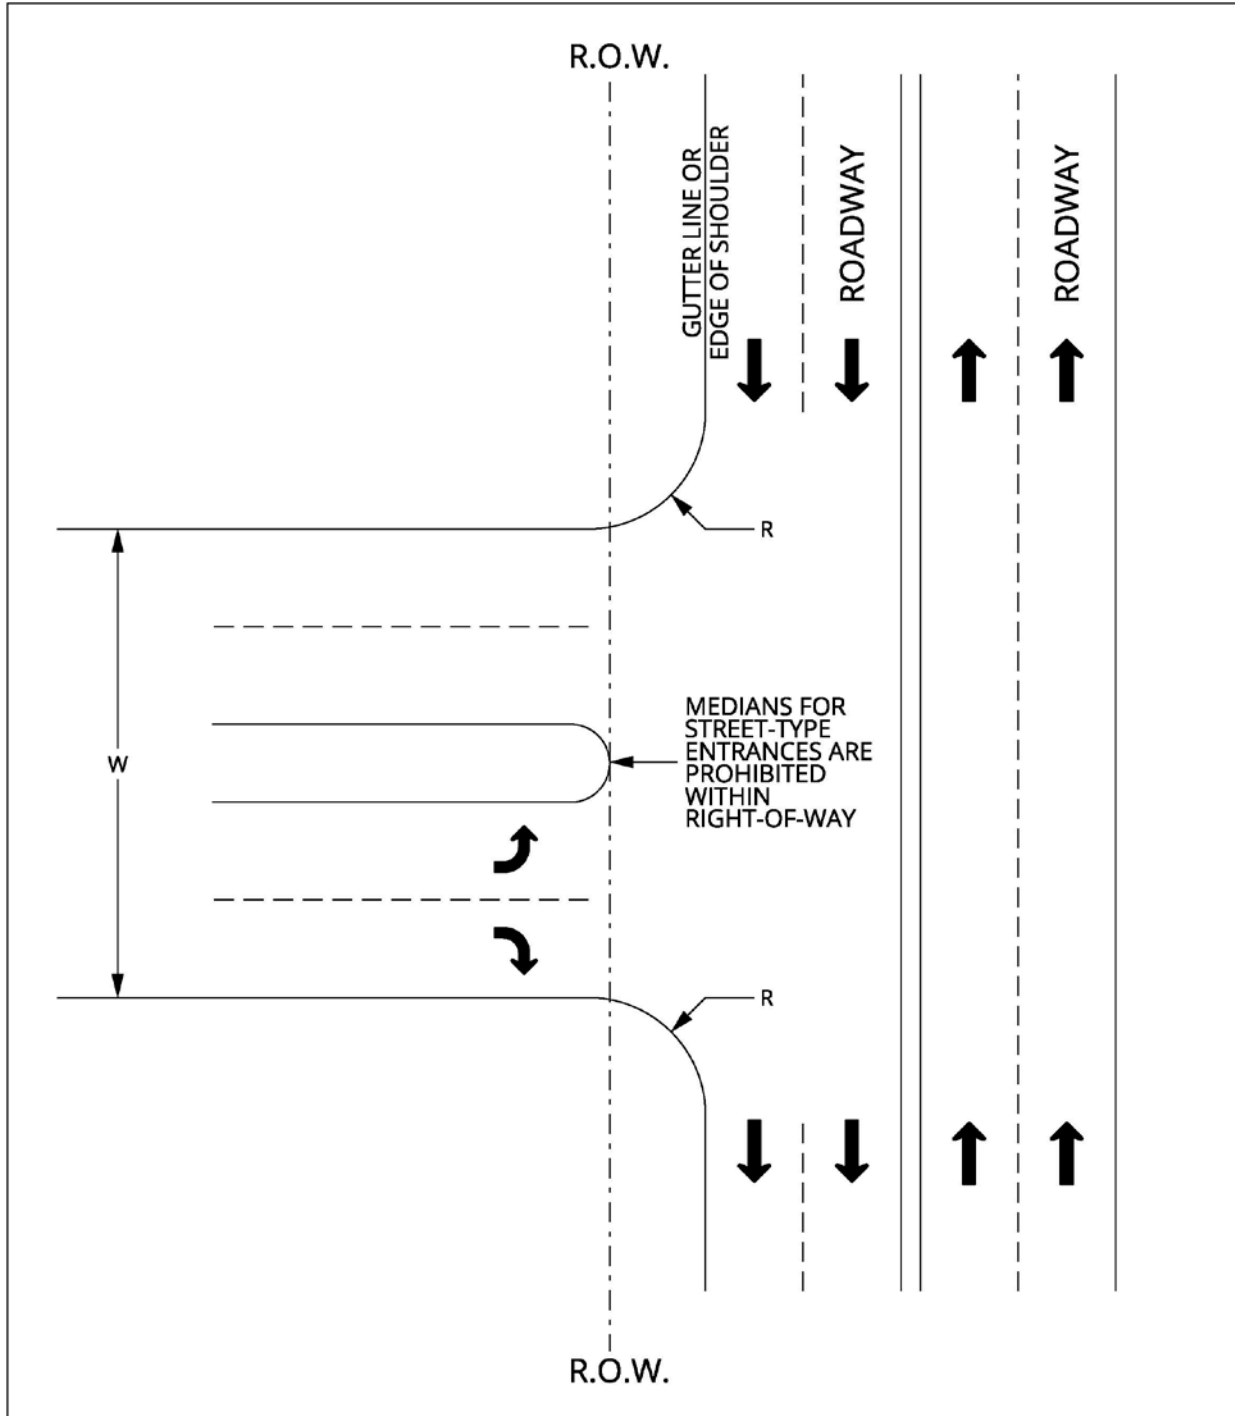 R.O.W.
GUTTER LINE OR
EDGE OF SHOULDER
ROADWAY
ROADWAY
R
MEDIANS FOR
STREET-TYPE
ENTRANCES ARE
PROHIBITED
WITHIN
RIGHT-OF-WAY
W
R
R.O.W.